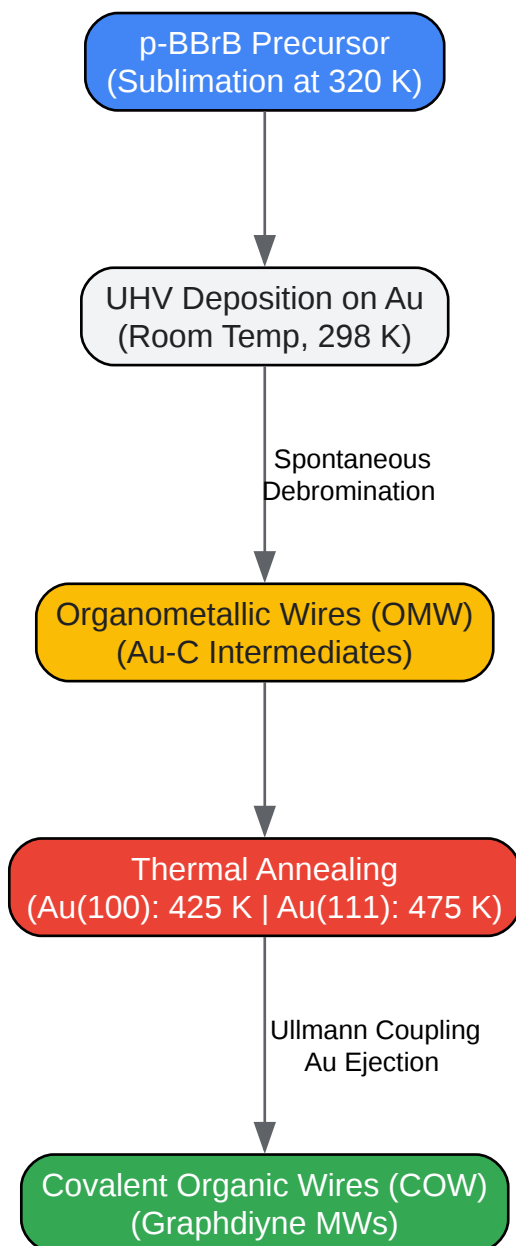 p-BBrB Precursor
(Sublimation at 320 K)
UHV Deposition on Au
(Room Temp, 298 K)
Spontaneous
Debromination
Organometallic Wires (OMW)
(Au-C Intermediates)
Thermal Annealing
(Au(100): 425 K | Au(111): 475 K)
Ullmann Coupling
Au Ejection
Covalent Organic Wires (COW)
(Graphdiyne MWs)